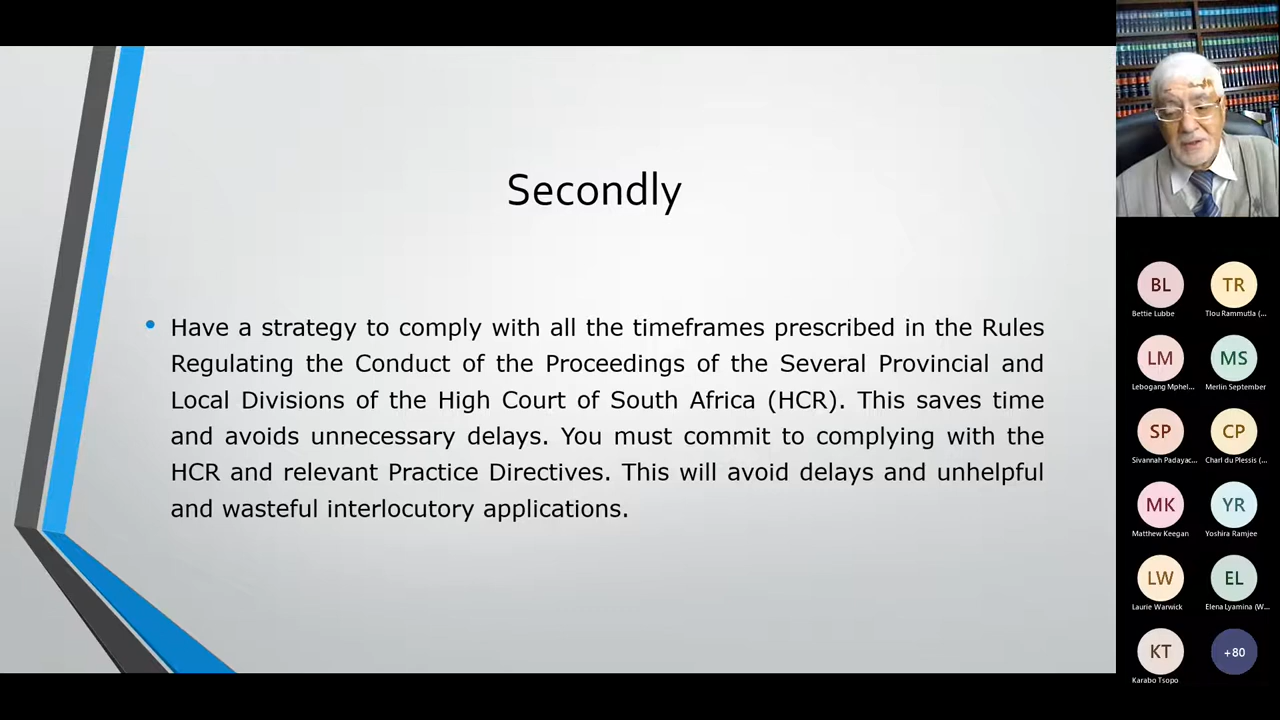 Secondly
• Have a strategy to comply with all the timeframes prescribed in the Rules
Regulating the Conduct of the Proceedings of the Several Provincial and
Local Divisions of the High Court of South Africa (HCR). This saves time
and avoids unnecessary delays. You must commit to complying with the
HCR and relevant Practice Directives. This will avoid delays and unhelpful
and wasteful interlocutory applications.
BL TR
Bettie Lubbe Tlou Rammutla (...
LM MS
Lebogang Mphel... Merlin September
SP CP
Sivannah Padayac... Charl du Plessis (...
MK YR
Matthew Keegan Yoshira Ramjee
LW EL
Laurie Warwick Elena Lyamina (W...
KT +80
Karabo Tsopo